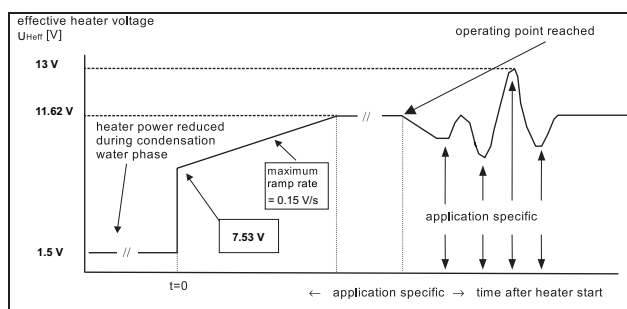 effective heater voltage
UHeff [V]
operating point reached
13 V
11.62 V
heater power reduced
during condensation
water phase
//
maximum
ramp rate
= 0.15 V/s
application specific
7.53 V
1.5 V
//
t=0
← application specific → time after heater start